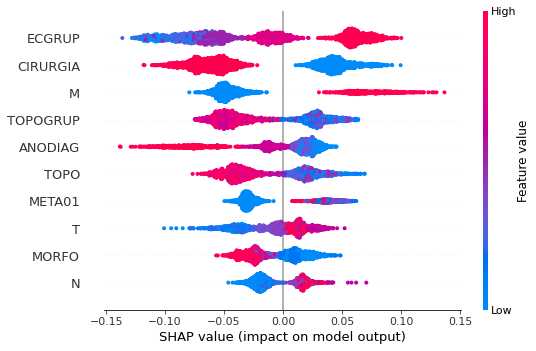 High
ECGRUP
CIRURGIA
M
TOPOGRUP
ANODIAG
TOPO
META01
T
MORFO
N
Feature value
Low
−0.15 −0.10 −0.05 0.00 0.05 0.10 0.15
SHAP value (impact on model output)